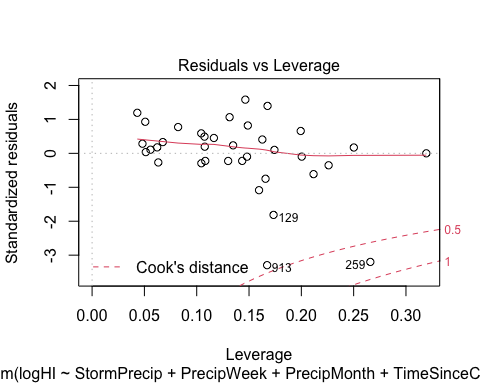 Residuals vs Leverage
Standardized residuals
2
1
0
-1
-2
-3
129
913
259
0.5
1
Cook's distance
0.00 0.05 0.10 0.15 0.20 0.25 0.30
Leverage
m(logHI ~ StormPrecip + PrecipWeek + PrecipMonth + TimeSinceC